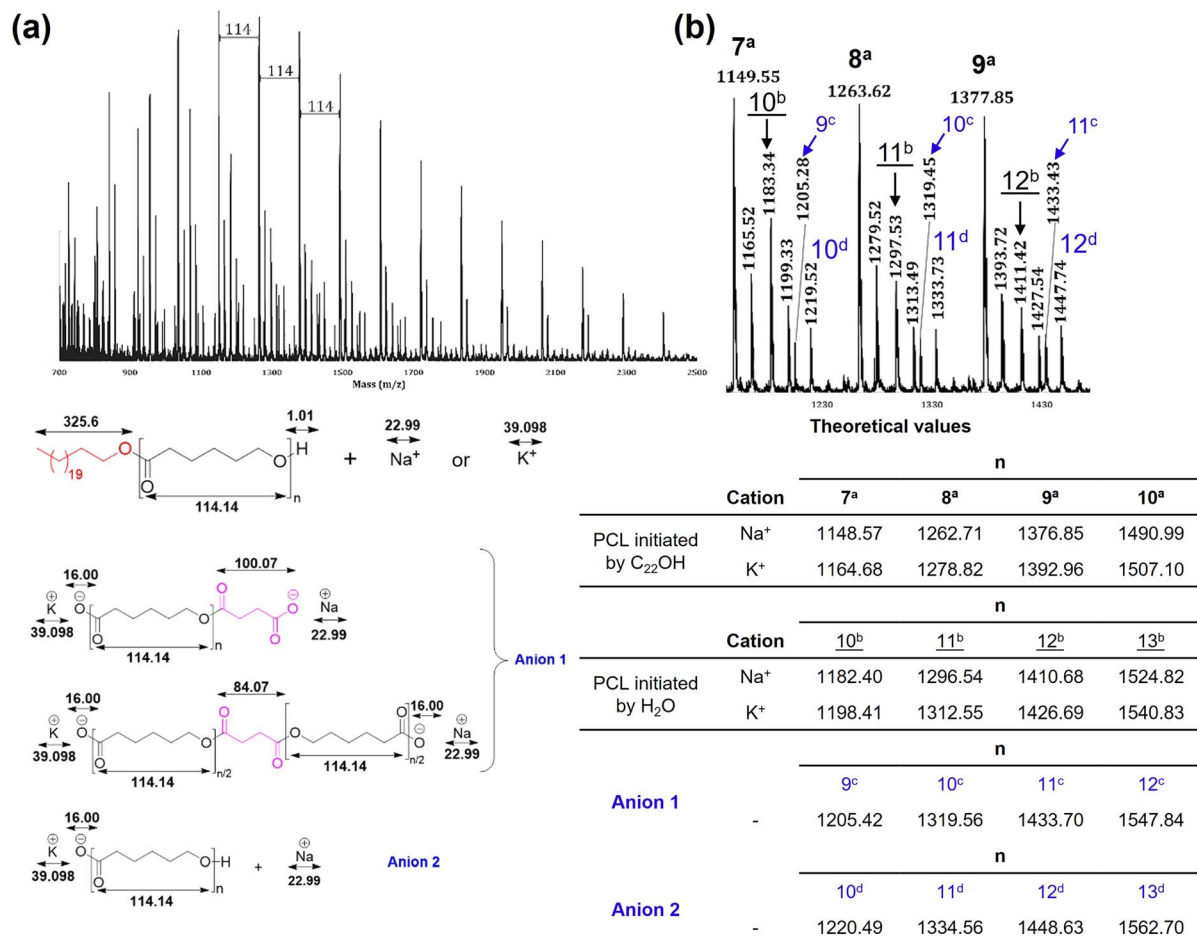 (a)
114
114
114
700 900 1100 1300 1500 1700 1900 2100 2300 2500
Mass (m/z)
325.6
1.01
22.99
39.098
O
H
19
O
O
n
+ Na⁺ or K⁺
114.14
16.00
100.07
⊕
K
⊖
O
O
O
O
O
⊖
O
⊕
Na
n
39.098
22.99
114.14
Anion 1
16.00
84.07
16.00
⊕
K
⊖
O
O
O
O
O
O
O
O
⊖
⊕
Na
n/2
n/2
39.098
22.99
114.14
114.14
16.00
⊕
K
⊖
O
O
O
H
n
+
⊕
Na
39.098
22.99
114.14
Anion 2
(b)
7ᵃ
8ᵃ
9ᵃ
1149.55
1263.62
1377.85
10ᵇ
9ᶜ
11ᵇ
10ᶜ
12ᵇ
11ᶜ
1165.52
1183.34
1199.33
1205.28
10ᵈ
1219.52
1279.52
1297.53
1313.49
1319.45
11ᵈ
1333.73
1393.72
1411.42
1427.54
1433.43
12ᵈ
1447.74
1230 1330 1430
Theoretical values
n
Cation 7ᵃ 8ᵃ 9ᵃ 10ᵃ
PCL initiated
by C₂₂OH
Na⁺ 1148.57 1262.71 1376.85 1490.99
K⁺ 1164.68 1278.82 1392.96 1507.10
n
Cation 10ᵇ 11ᵇ 12ᵇ 13ᵇ
PCL initiated
by H₂O
Na⁺ 1182.40 1296.54 1410.68 1524.82
K⁺ 1198.41 1312.55 1426.69 1540.83
n
Anion 1
9ᶜ 10ᶜ 11ᶜ 12ᶜ
- 1205.42 1319.56 1433.70 1547.84
n
Anion 2
10ᵈ 11ᵈ 12ᵈ 13ᵈ
- 1220.49 1334.56 1448.63 1562.70